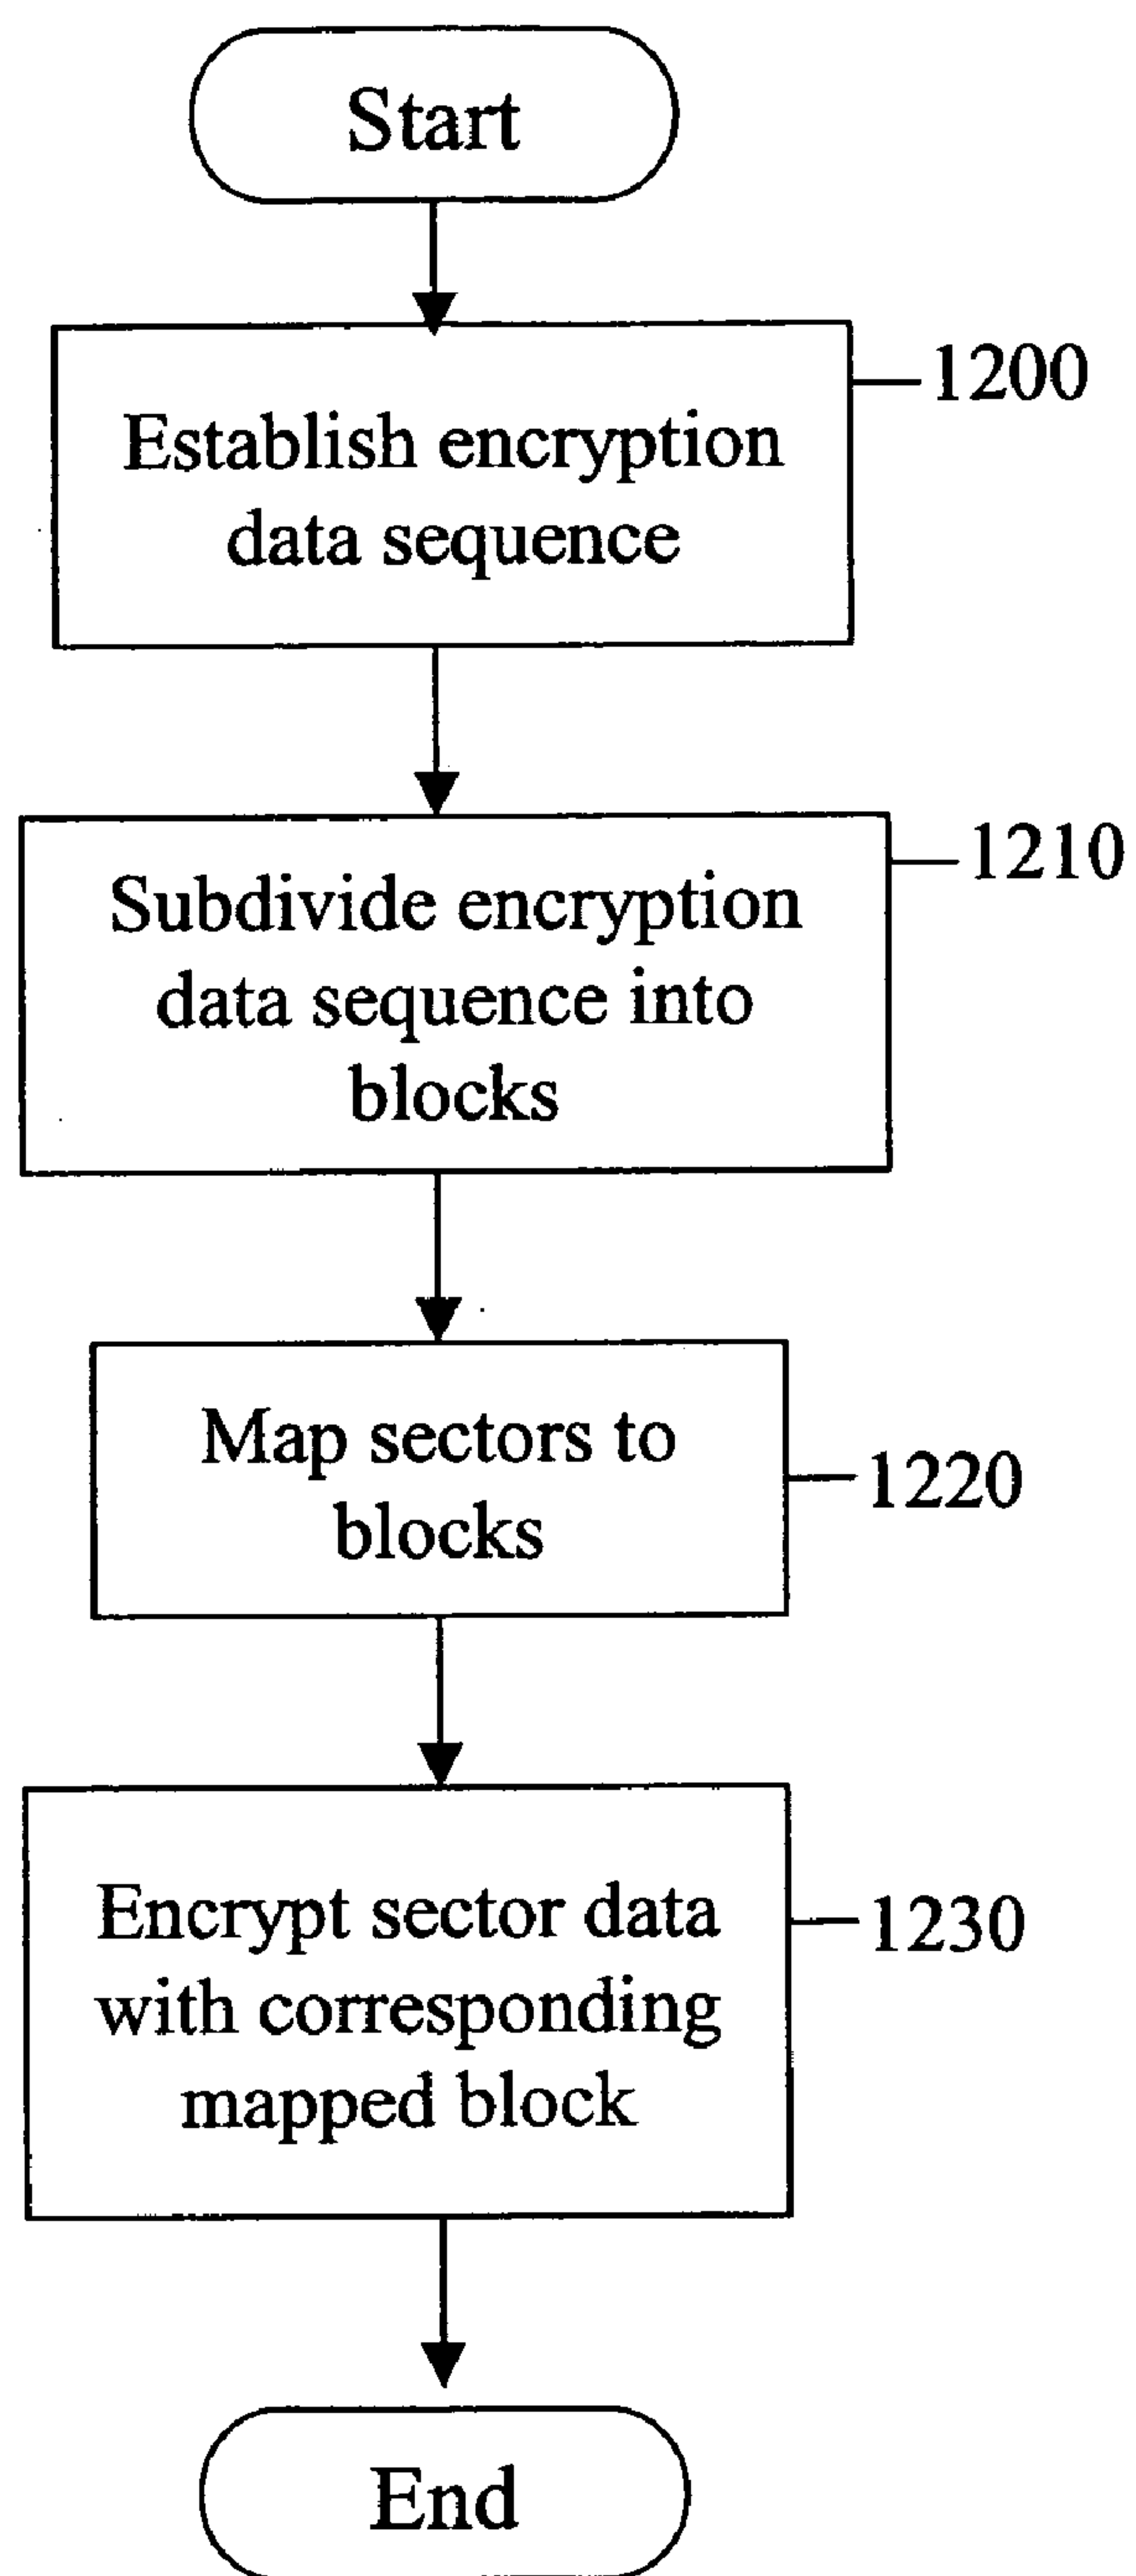 Start
1200
Establish encryption
data sequence
1210
Subdivide encryption
data sequence into
blocks
Map sectors to
blocks
1220
Encrypt sector data
with corresponding
mapped block
1230
End